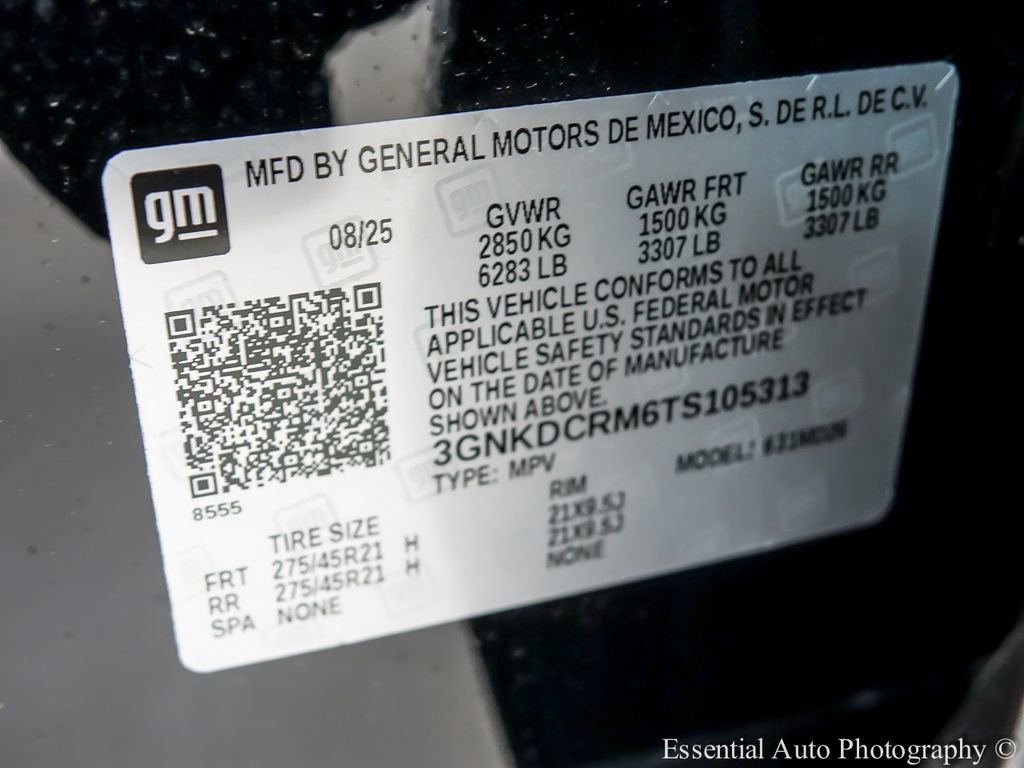 gm
MFD BY GENERAL MOTORS DE MEXICO, S. DE R.L. DE C.V.
08/25
GVWR
2850 KG
6283 LB
GAWR FRT
1500 KG
3307 LB
GAWR RR
1500 KG
3307 LB
THIS VEHICLE CONFORMS TO ALL
APPLICABLE U.S. FEDERAL MOTOR
VEHICLE SAFETY STANDARDS IN EFFECT
ON THE DATE OF MANUFACTURE
SHOWN ABOVE.
3GNKDCRM6TS105313
TYPE: MPV
MODEL: 631MD26
8555
TIRE SIZE
RIM
FRT 275/45R21 H 21X9.5J
RR 275/45R21 H 21X9.5J
SPA NONE NONE
Essential Auto Photography ©